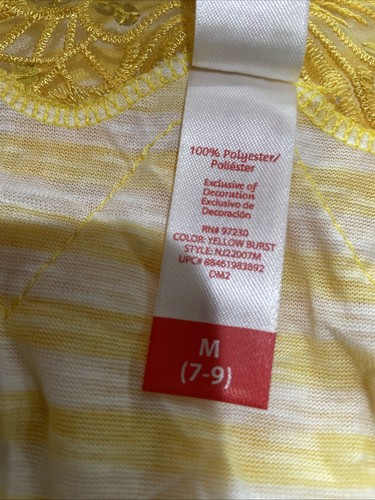 100% Polyester/
Poliéster
Exclusive of
Decoration
Exclusivo de
Decoración
RN# 97230
COLOR: YELLOW BURST
STYLE: NJ22007M
UPC# 88461983892
DM2
M
(7-9)